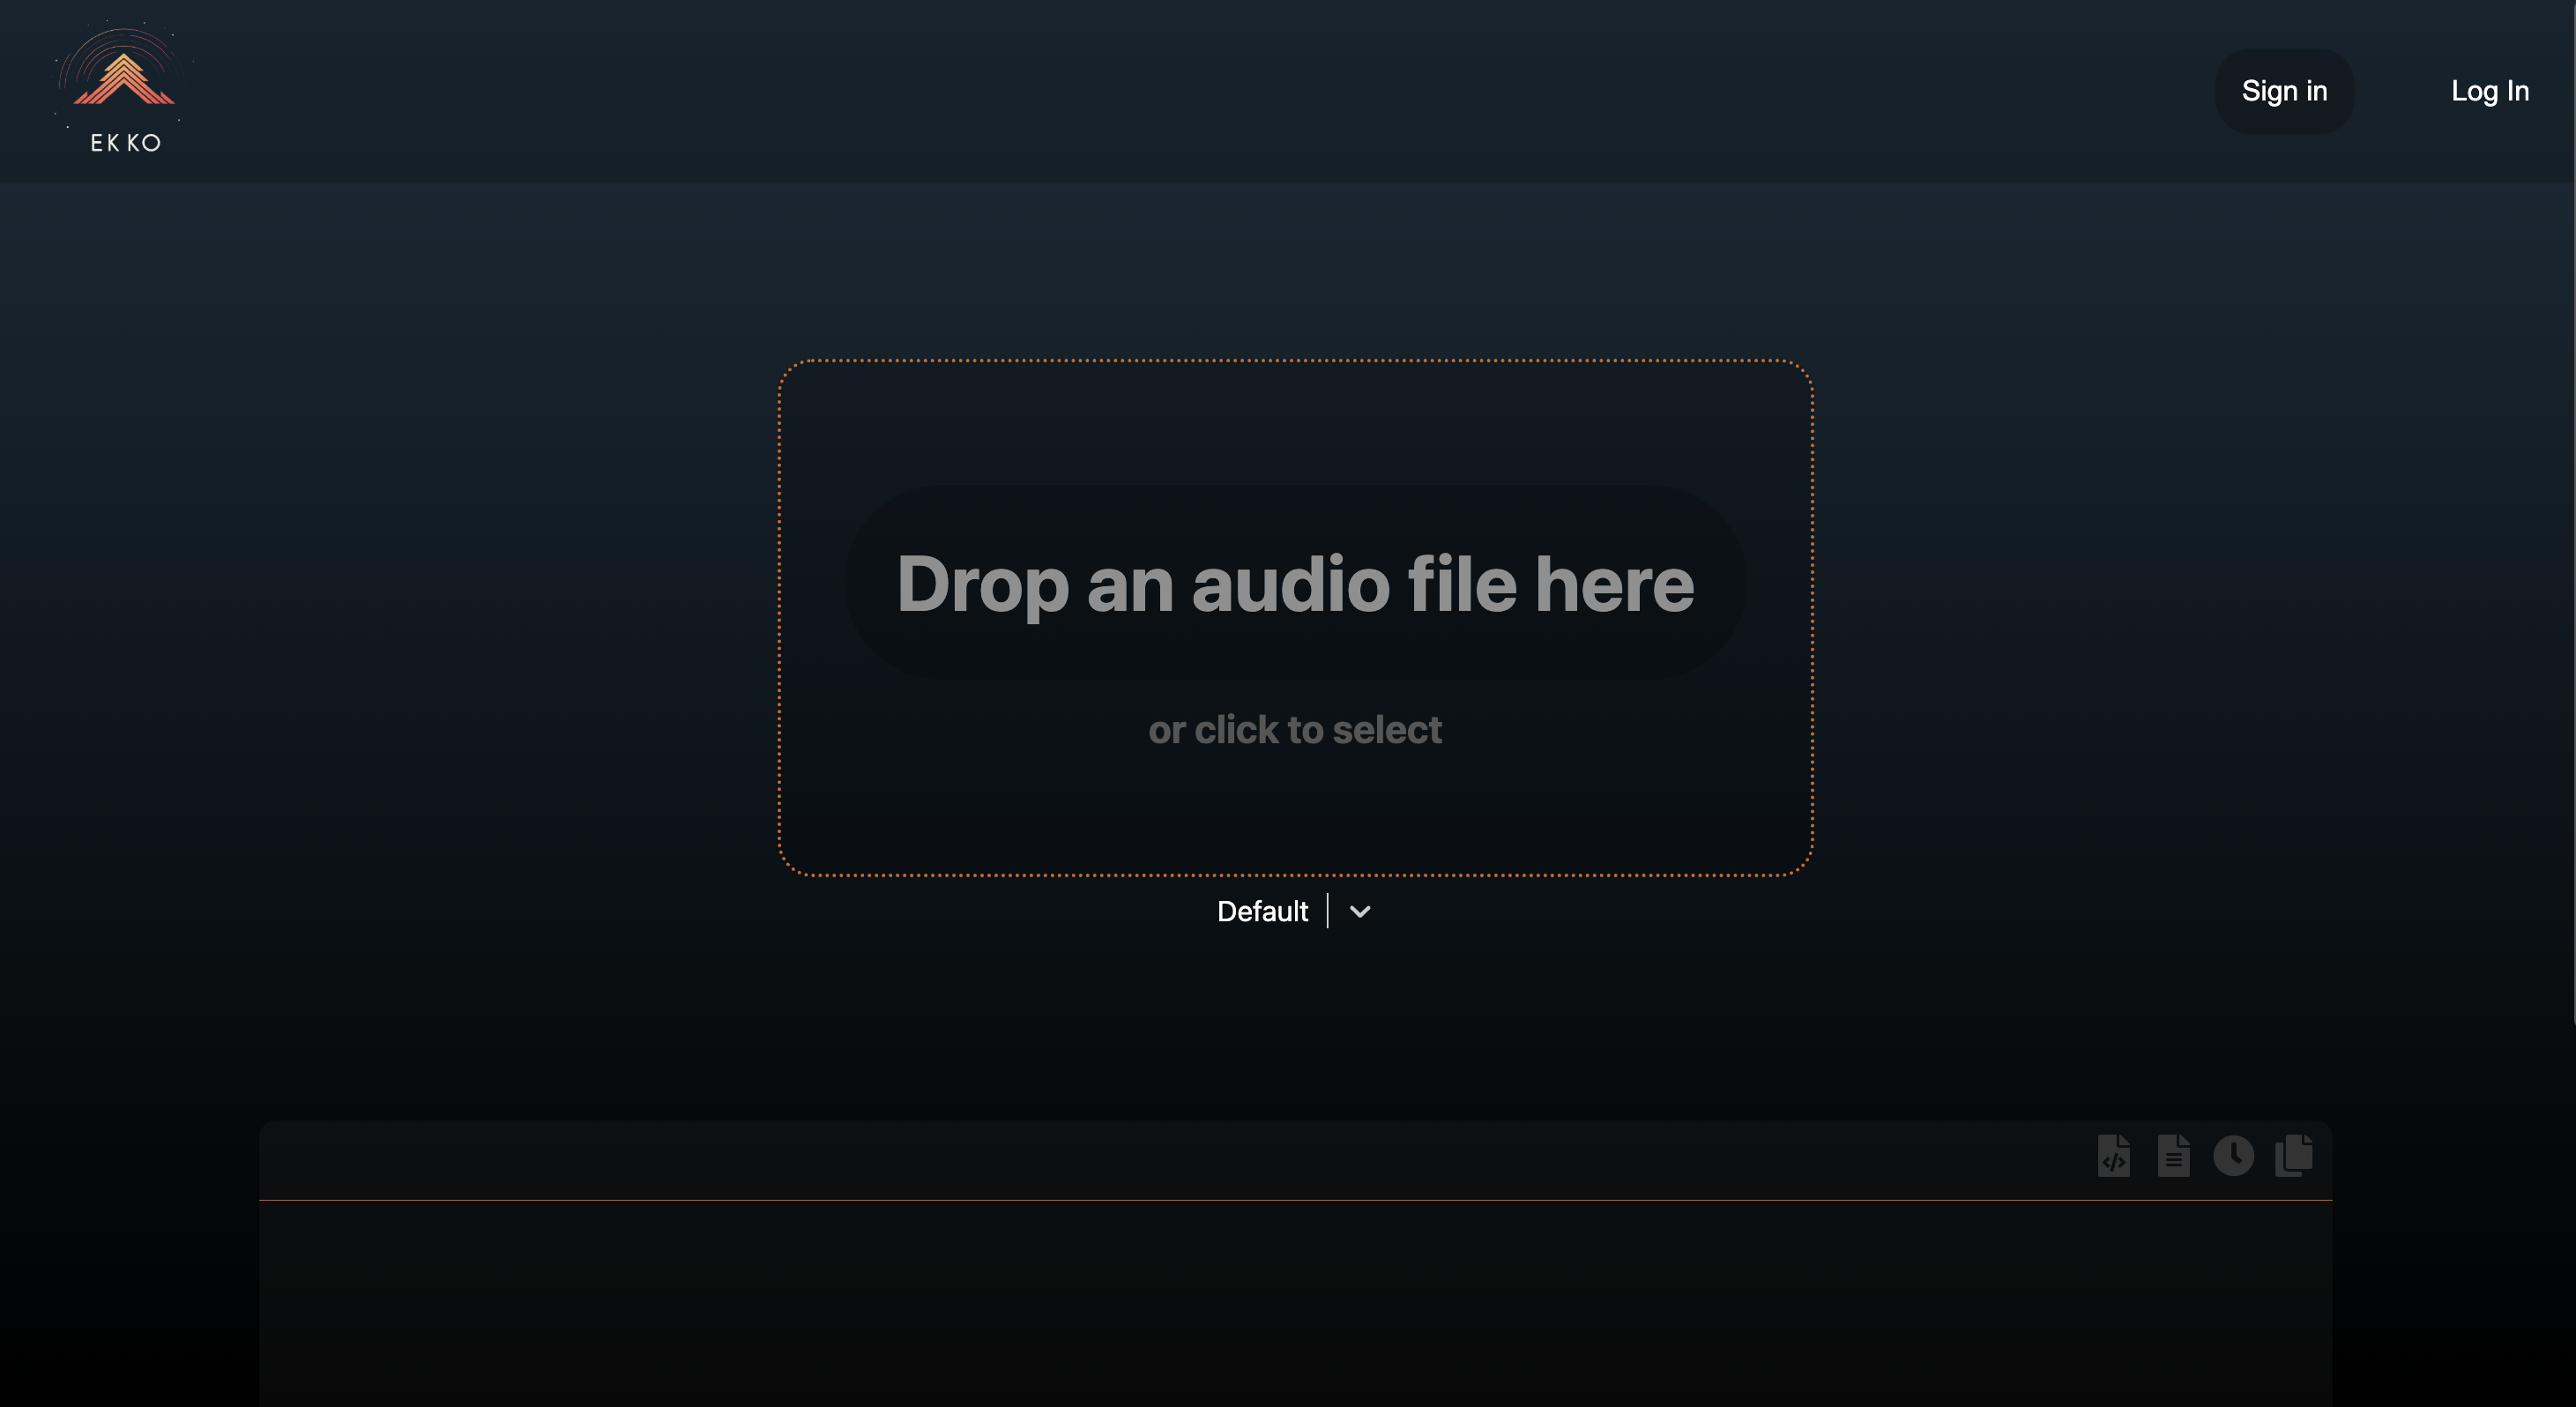 EKKO
Sign in
Log In
Drop an audio file here
or click to select
Default